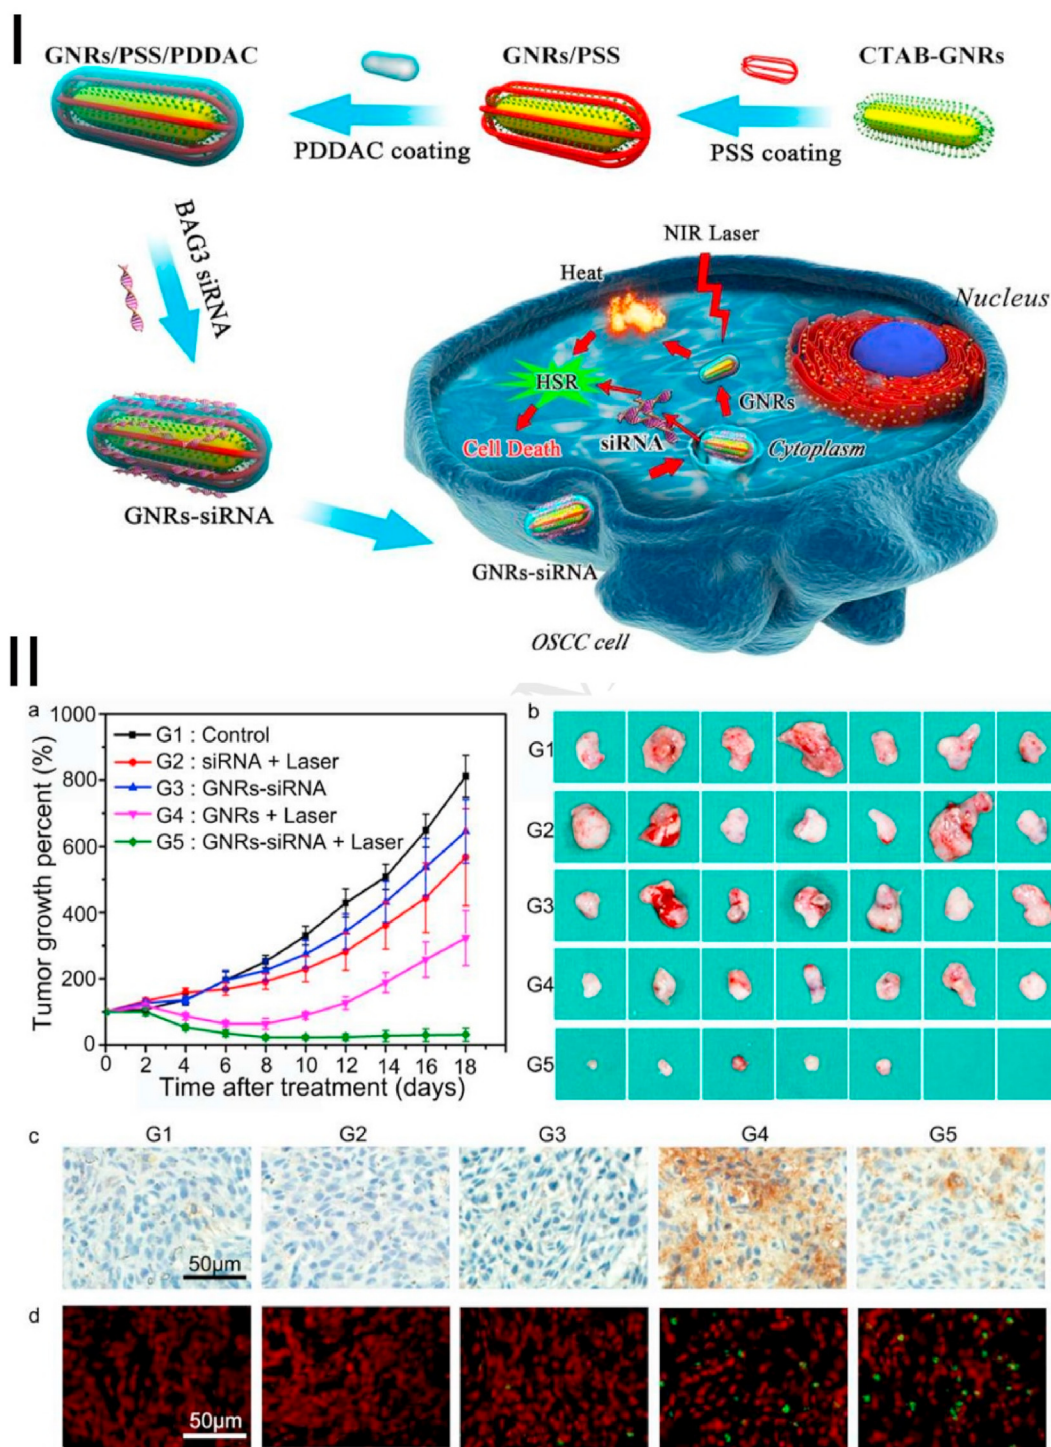 I
GNRs/PSS/PDDAC
GNRs/PSS
CTAB-GNRs
PDDAC coating
PSS coating
BAG3 siRNA
NIR Laser
Heat
Nucleus
HSR
GNRs
siRNA
Cell Death
Cytoplasm
GNRs-siRNA
GNRs-siRNA
OSCC cell
II
a
1000
800
600
400
200
0
Tumor growth percent (%)
G1 : Control
G2 : siRNA + Laser
G3 : GNRs-siRNA
G4 : GNRs + Laser
G5 : GNRs-siRNA + Laser
0 2 4 6 8 10 12 14 16 18
Time after treatment (days)
b
G1
G2
G3
G4
G5
c
G1 G2 G3 G4 G5
50μm
d
50μm